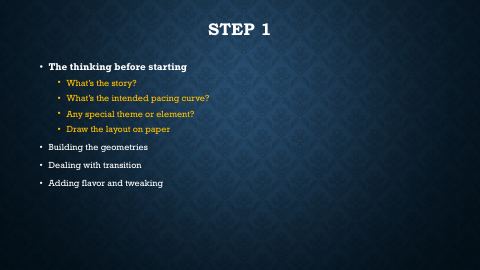 STEP 1
• The thinking before starting
• What's the story?
• What's the intended pacing curve?
• Any special theme or element?
• Draw the layout on paper
• Building the geometries
• Dealing with transition
• Adding flavor and tweaking